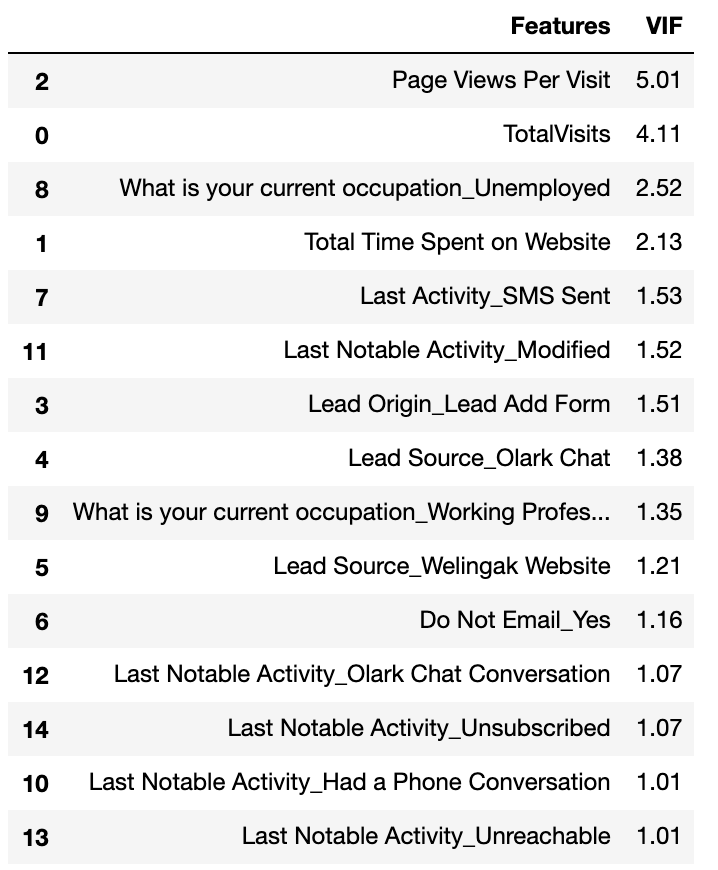 Features VIF
2 Page Views Per Visit 5.01
0 TotalVisits 4.11
8 What is your current occupation_Unemployed 2.52
1 Total Time Spent on Website 2.13
7 Last Activity_SMS Sent 1.53
11 Last Notable Activity_Modified 1.52
3 Lead Origin_Lead Add Form 1.51
4 Lead Source_Olark Chat 1.38
9 What is your current occupation_Working Profes... 1.35
5 Lead Source_Welingak Website 1.21
6 Do Not Email_Yes 1.16
12 Last Notable Activity_Olark Chat Conversation 1.07
14 Last Notable Activity_Unsubscribed 1.07
10 Last Notable Activity_Had a Phone Conversation 1.01
13 Last Notable Activity_Unreachable 1.01